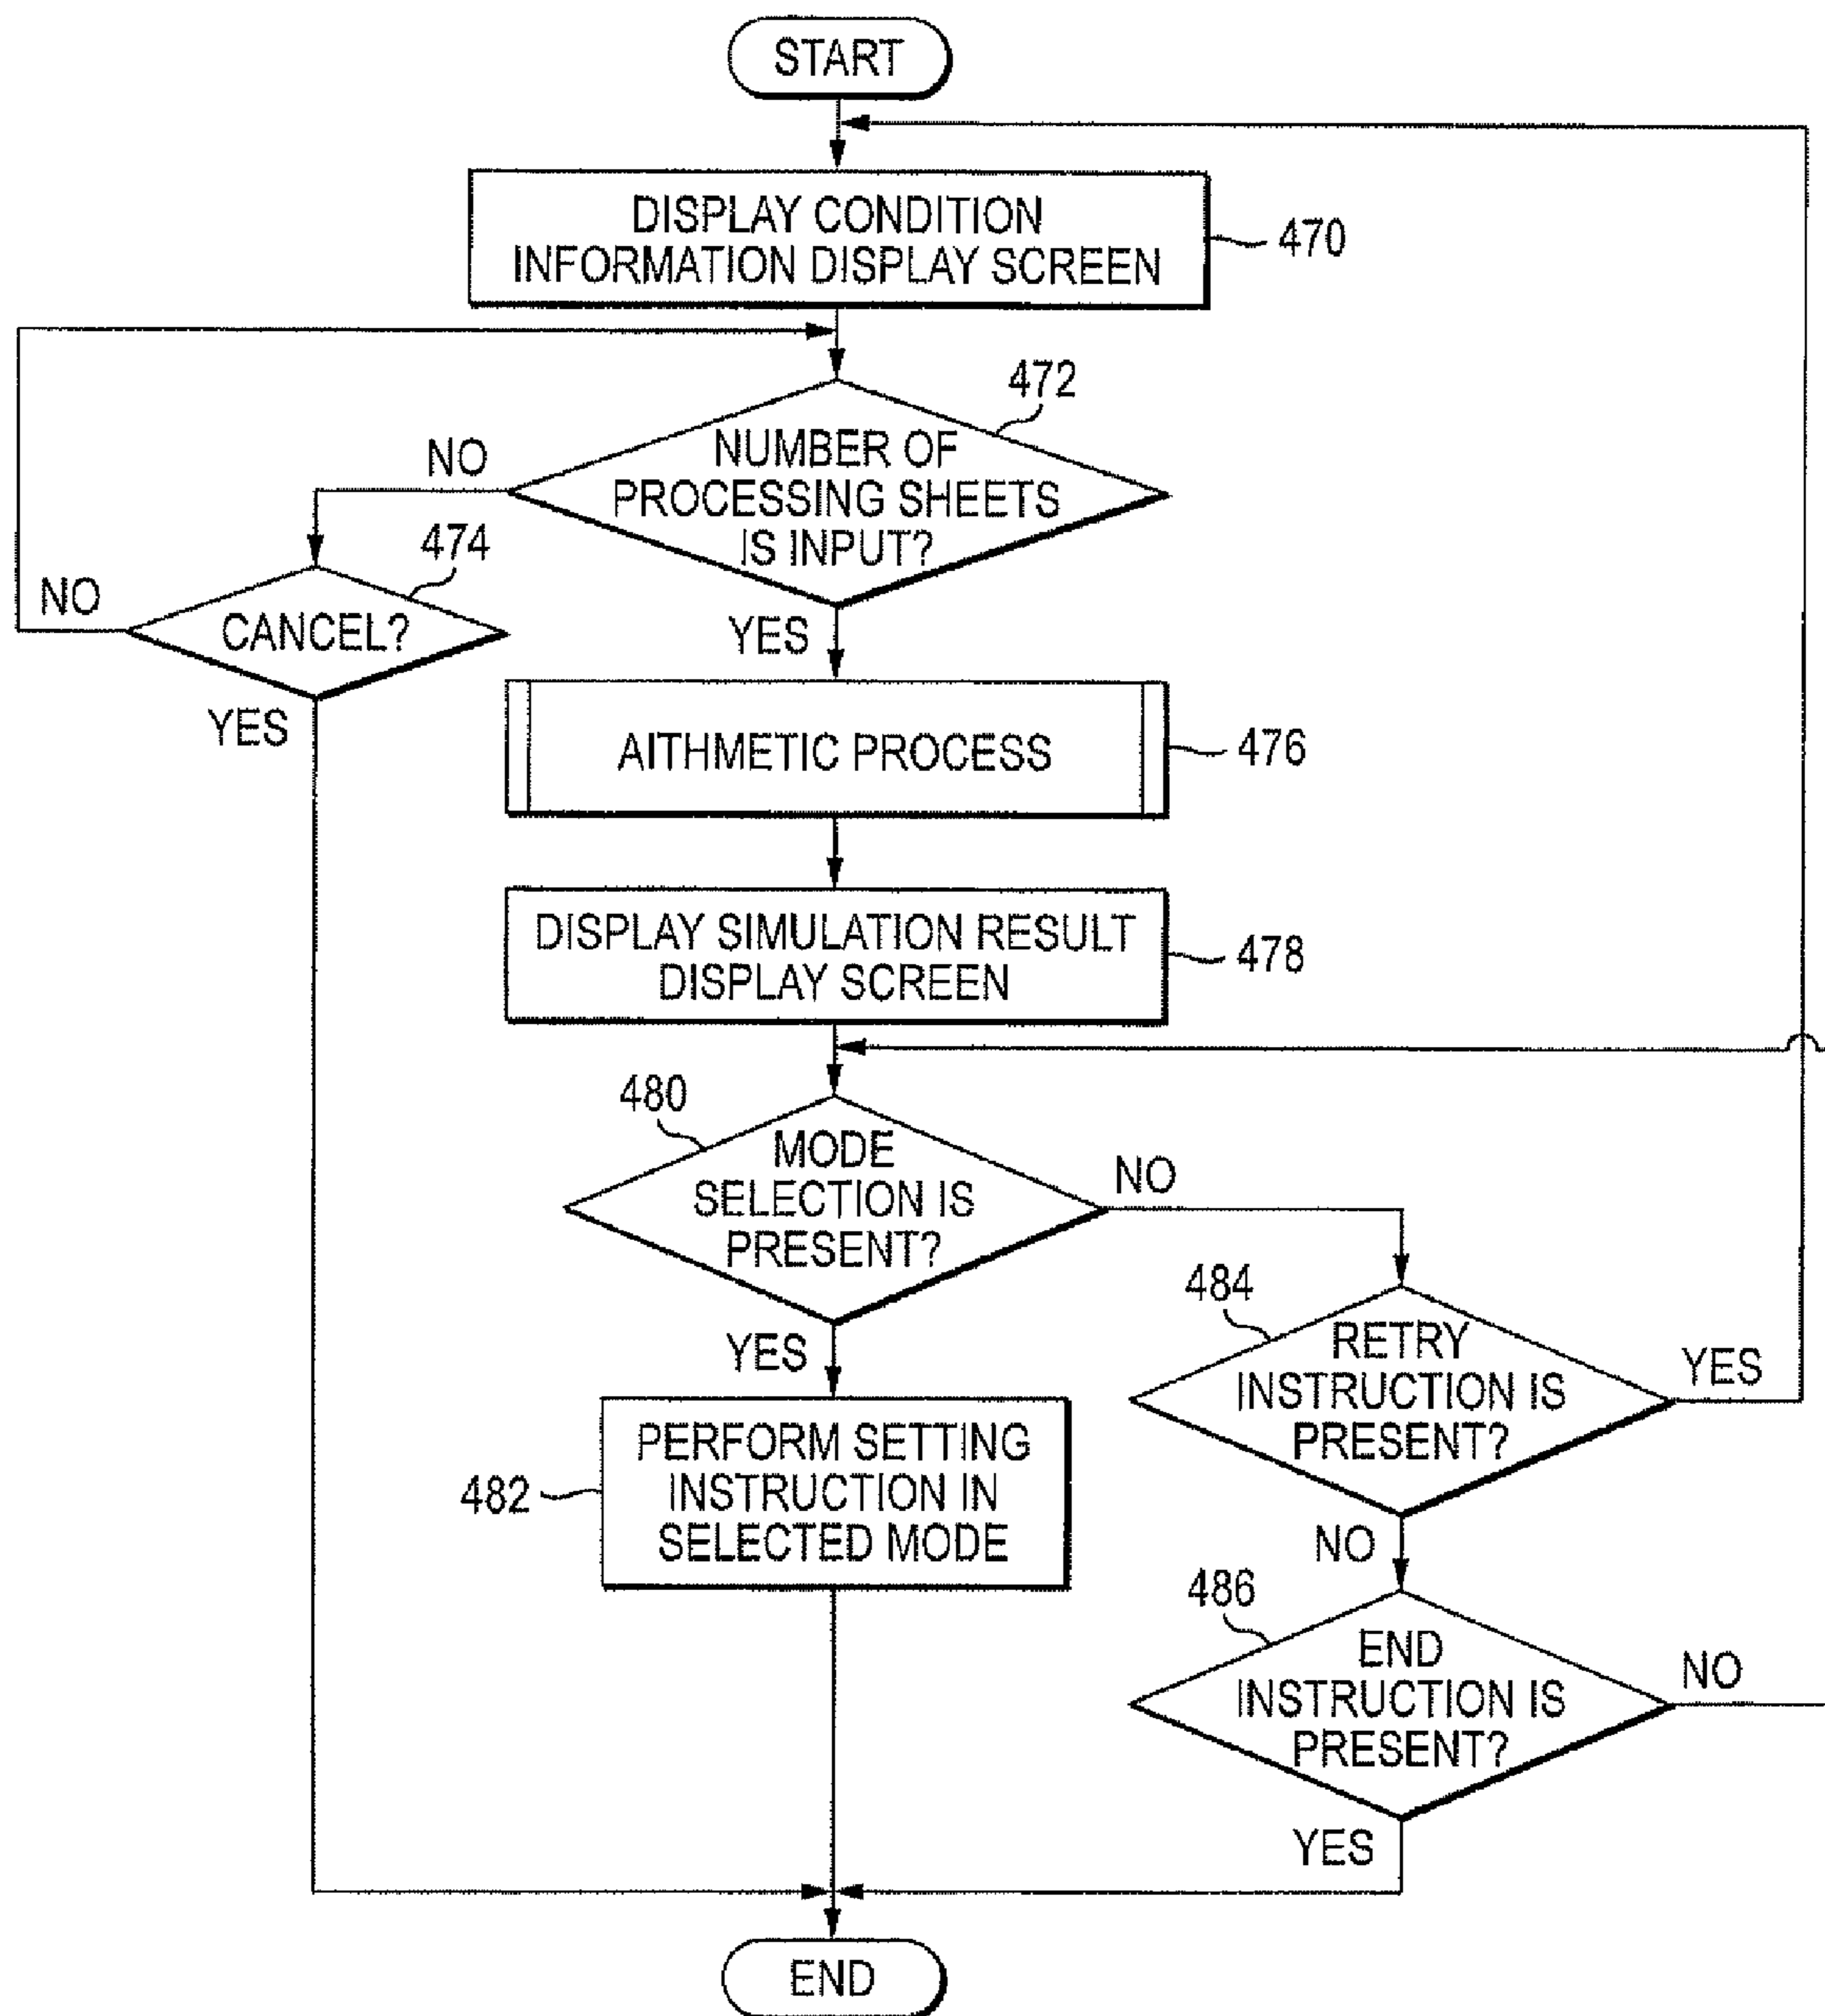 START
DISPLAY CONDITION
INFORMATION DISPLAY SCREEN
470
472
NUMBER OF
PROCESSING SHEETS
IS INPUT?
NO
474
NO
CANCEL?
YES
YES
AITHMETIC PROCESS
476
DISPLAY SIMULATION RESULT
DISPLAY SCREEN
478
480
MODE
SELECTION IS
PRESENT?
NO
484
YES
RETRY
INSTRUCTION IS
PRESENT?
YES
482
PERFORM SETTING
INSTRUCTION IN
SELECTED MODE
NO
486
END
INSTRUCTION IS
PRESENT?
NO
YES
END